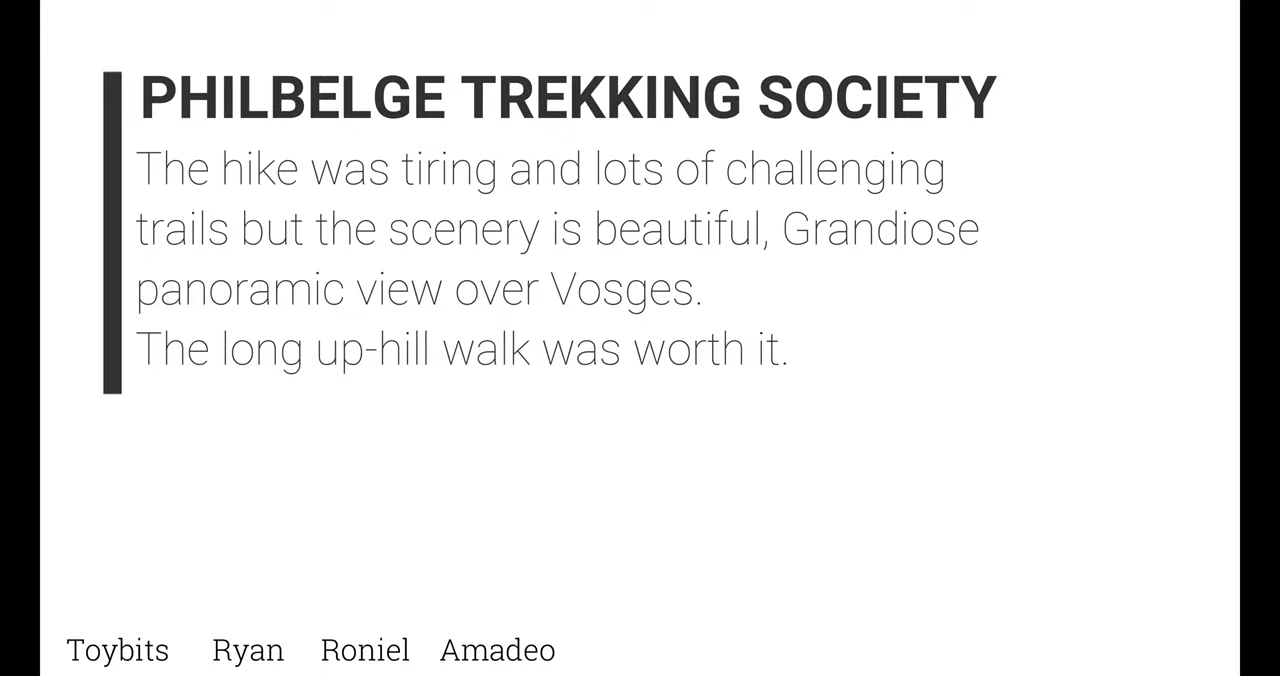 PHILBELGE TREKKING SOCIETY
The hike was tiring and lots of challenging
trails but the scenery is beautiful, Grandiose
panoramic view over Vosges.
The long up-hill walk was worth it.
Toybits Ryan Roniel Amadeo